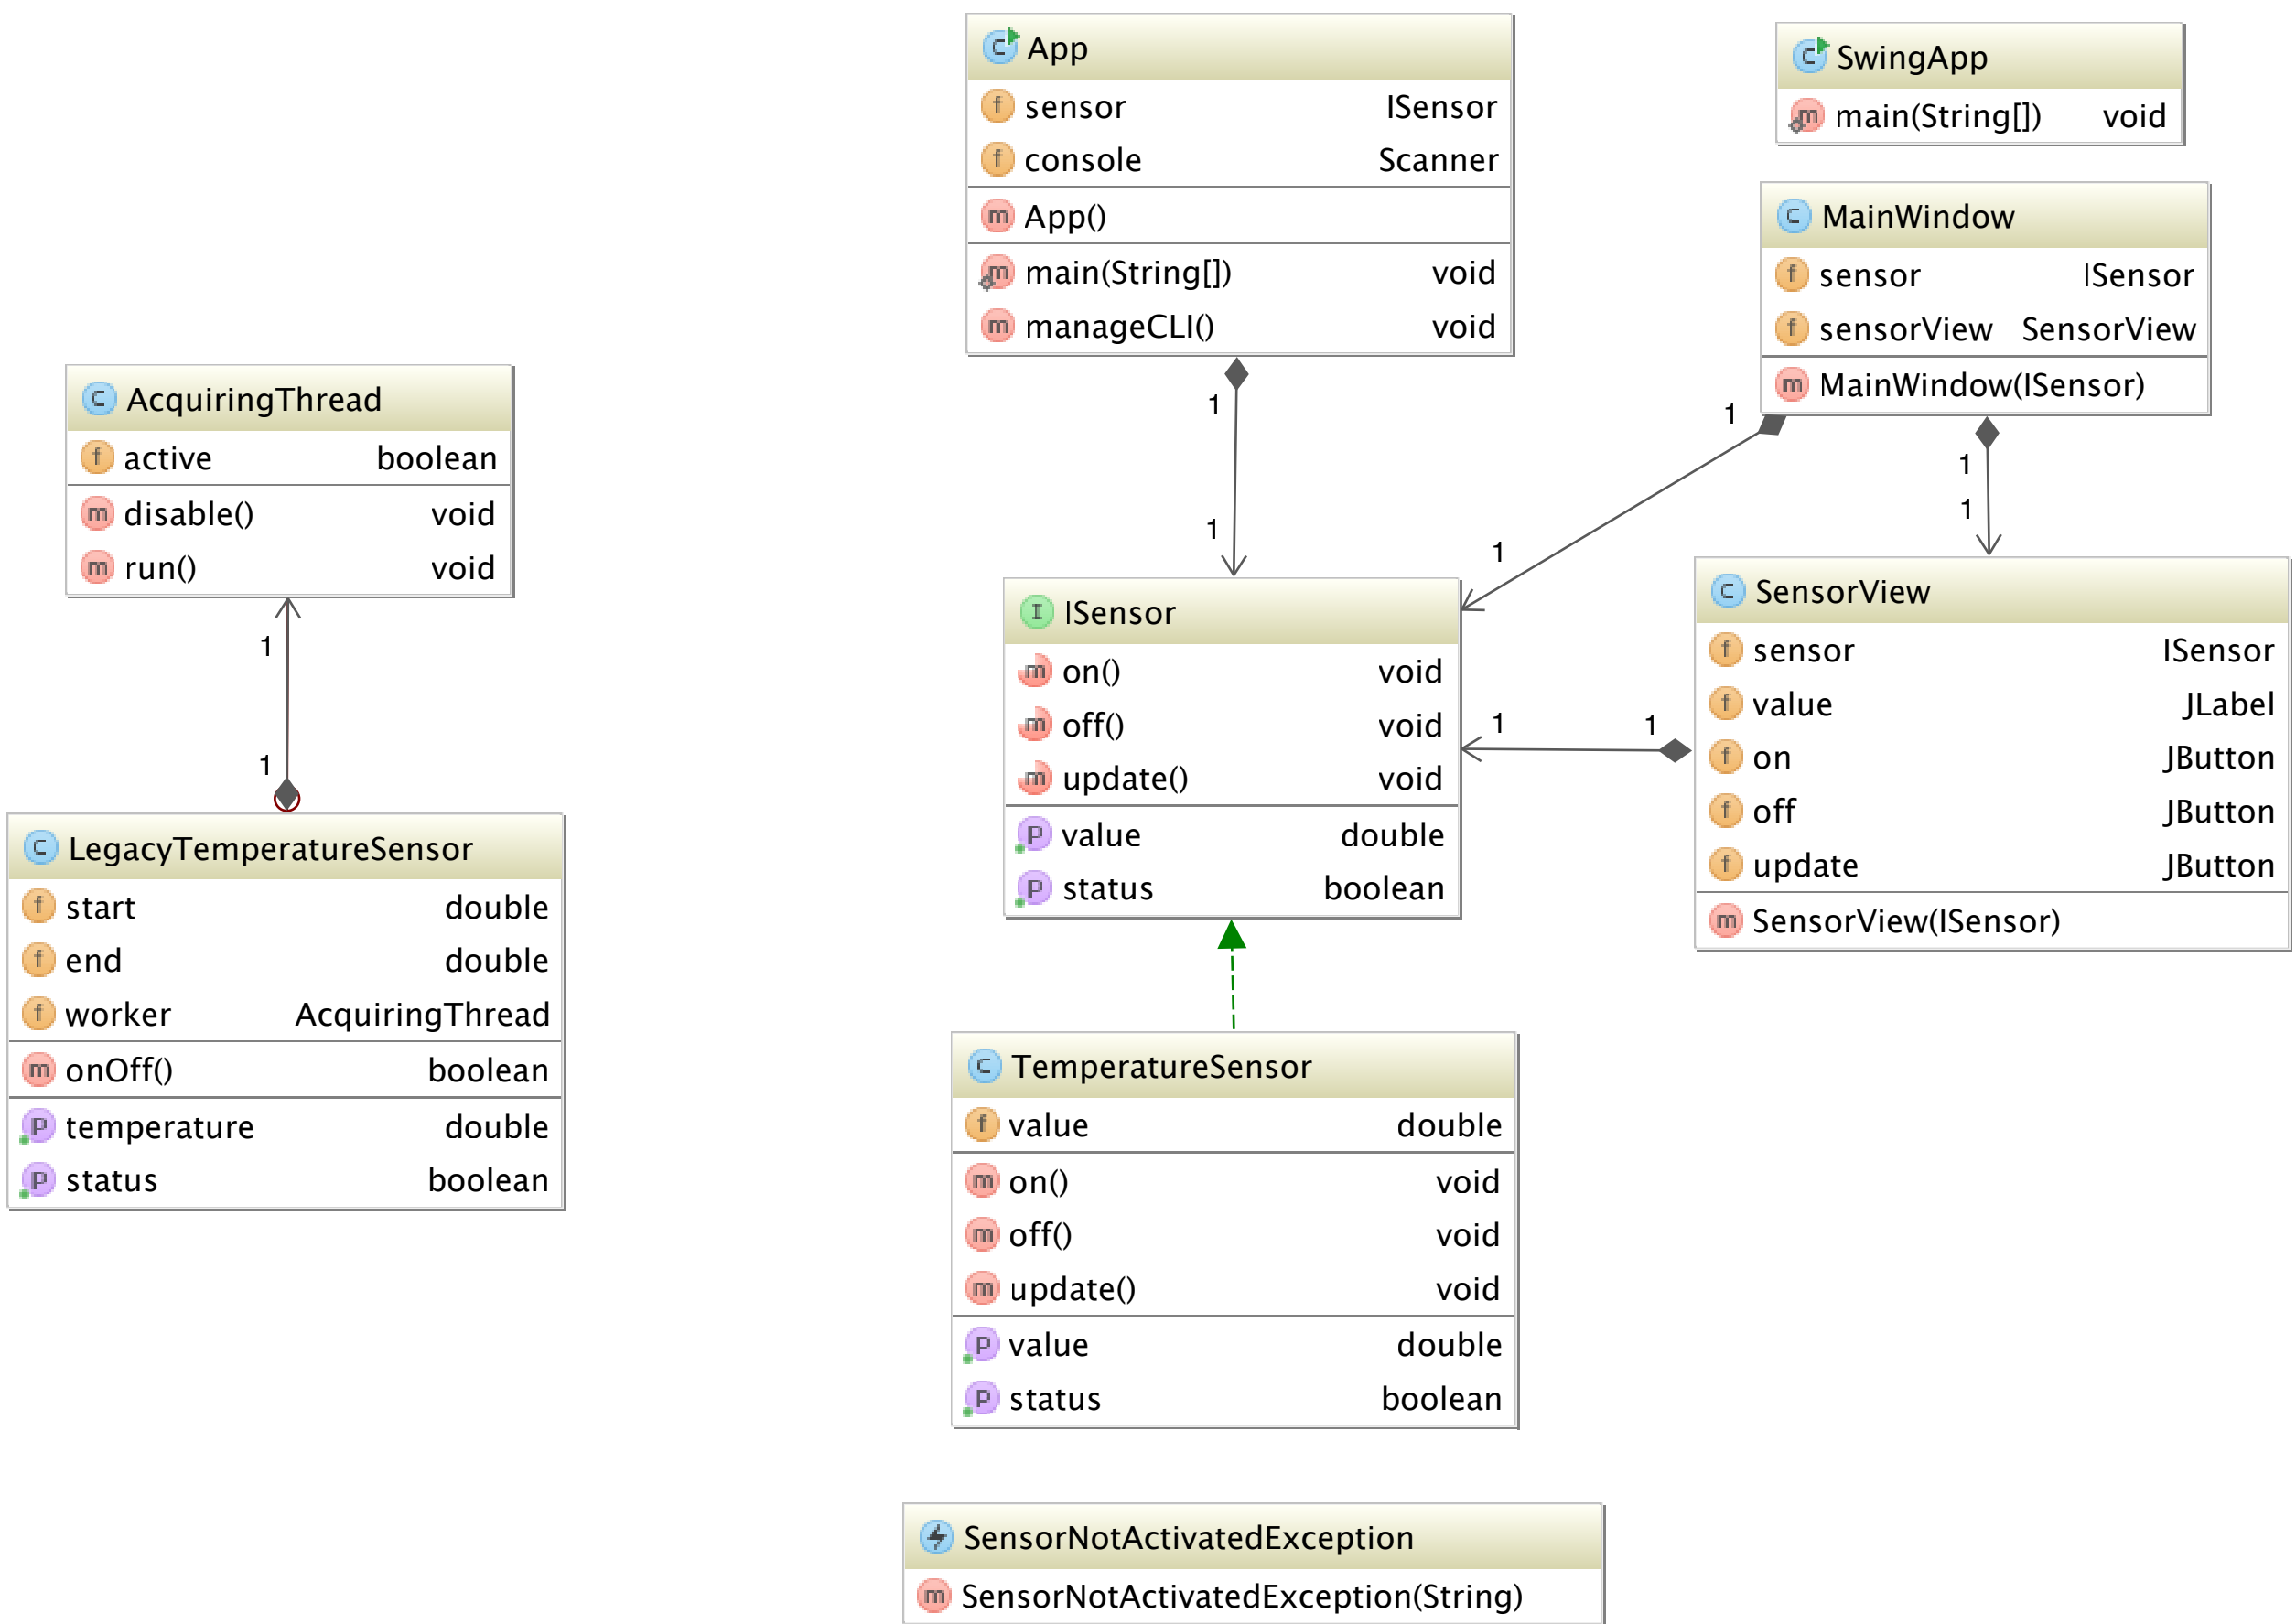 App
sensor ISensor
console Scanner
App()
main(String[]) void
manageCLI() void
SwingApp
main(String[]) void
MainWindow
sensor ISensor
sensorView SensorView
MainWindow(ISensor)
AcquiringThread
active boolean
disable() void
run() void
1
1
1
1
1
1
1
1
1
1
ISensor
on() void
off() void
update() void
value double
status boolean
SensorView
sensor ISensor
value JLabel
on JButton
off JButton
update JButton
SensorView(ISensor)
LegacyTemperatureSensor
start double
end double
worker AcquiringThread
onOff() boolean
temperature double
status boolean
TemperatureSensor
value double
on() void
off() void
update() void
value double
status boolean
SensorNotActivatedException
SensorNotActivatedException(String)